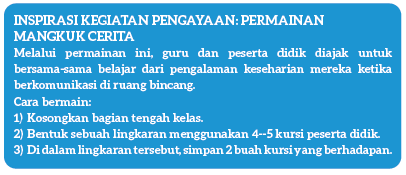 INSPIRASI KEGIATAN PENGAYAAN: PERMAINAN
MANGKUK CERITA
Melalui permainan ini, guru dan peserta didik diajak untuk
bersama-sama belajar dari pengalaman keseharian mereka ketika
berkomunikasi di ruang bincang.
Cara bermain:
1) Kosongkan bagian tengah kelas.
2) Bentuk sebuah lingkaran menggunakan 4--5 kursi peserta didik.
3) Di dalam lingkaran tersebut, simpan 2 buah kursi yang berhadapan.